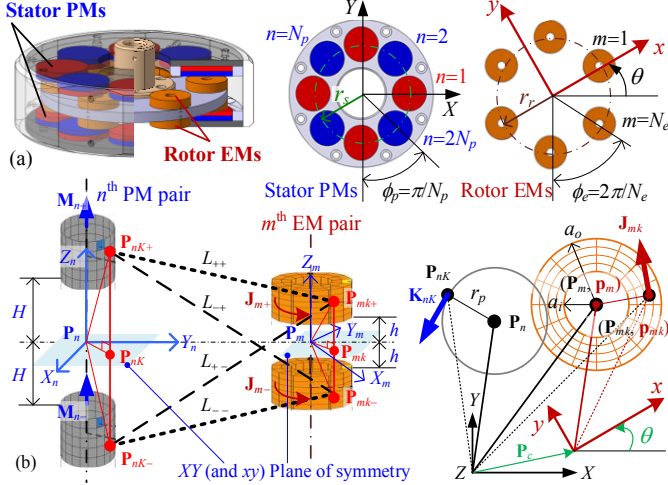 Stator PMs
Rotor EMs
(a)
Y
X
n=N_p
n=2
n=1
n=2N_p
r_s
ϕ_p=π/N_p
Stator PMs
y
x
m=1
θ
r_r
m=N_e
ϕ_e=2π/N_e
Rotor EMs
n^th PM pair
m^th EM pair
M_n+
Z_n
P_nK+
H
P_n
Y_n
P_nK
X_n
H
M_n−
P_nK−
L_++
L_−+
L_+−
L_−−
Z_m
J_m+
P_mk+
P_m
Y_m
h
P_mk
h
X_m
J_m−
P_mk−
(b)
XY (and xy) Plane of symmetry
a_o
J_mk
P_nK
(P_m, p_m)
K_nK
r_p
a_i
P_n
(P_mk, p_mk)
Y
y
x
θ
P_c
Z
X